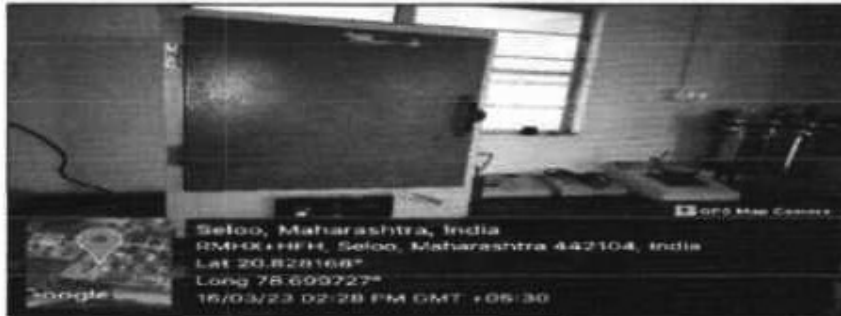 GPS Map Camera
Seloo, Maharashtra, India
RMHX+HFH, Seloo, Maharashtra 442104, India
Lat 20.828168°
Long 78.699727°
16/03/23 02:28 PM GMT +05:30
Google